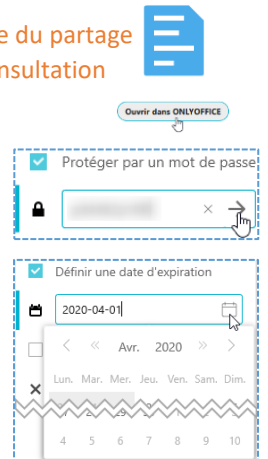 e du partage
nsultation
Ouvrir dans ONLYOFFICE
Protéger par un mot de passe
Définir une date d'expiration
2020-04-01
Avr. 2020
Lun. Mar. Mer. Jeu. Ven. Sam. Dim.
4 5 6 7 8 9 10